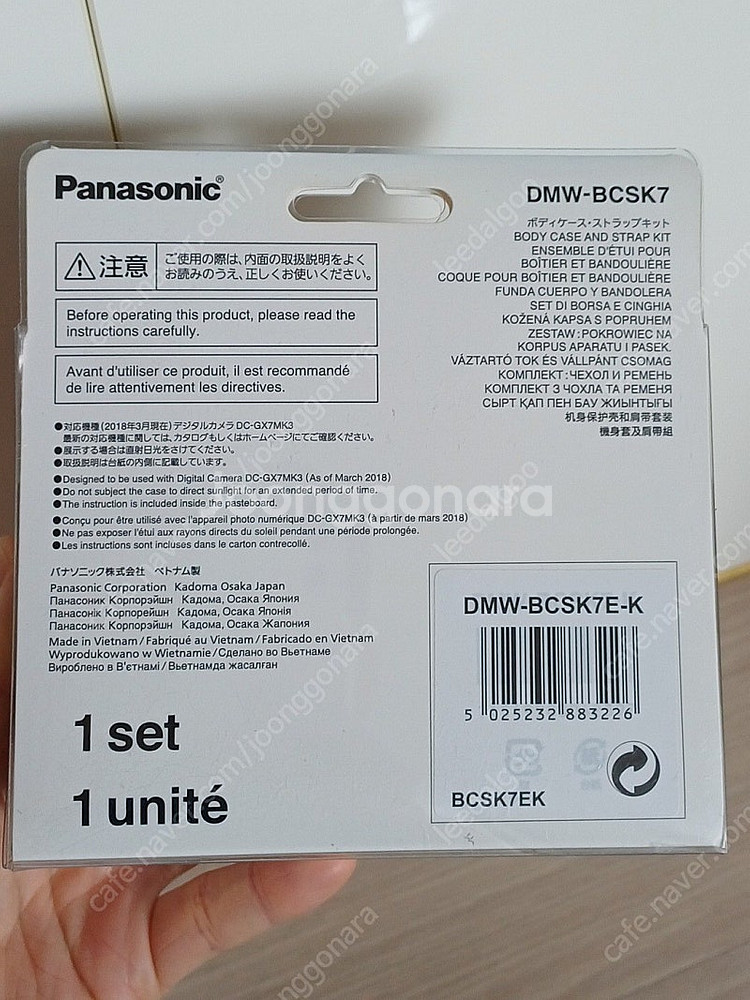 Panasonic®
DMW-BCSK7
ボディケース・ストラップキット
BODY CASE AND STRAP KIT
ENSEMBLE D'ÉTUI POUR
BOÎTIER ET BANDOULIÈRE
COQUE POUR BOÎTIER ET BANDOULIÈRE
FUNDA CUERPO Y BANDOLERA
SET DI BORSA E CINGHIA
KOŽENÁ KAPSA S POPRUHEM
ZESTAW : POKROWIEC NA
KORPUS APARATU I PASEK.
VÁZTARTÓ TOK ÉS VÁLLPÁNT CSOMAG
КОМПЛЕКТ : ЧЕХОЛ И РЕМЕНЬ
КОМПЛЕКТ З ЧОХЛА ТА РЕМЕНЯ
СЫРТ ҚАП ПЕН БАУ ЖИЫНТЫҒЫ
机身保护壳和肩带套装
機身套及肩帶組
注意
ご使用の際は、内面の取扱説明をよく
お読みのうえ、正しくお使いください。
Before operating this product, please read the
instructions carefully.
Avant d'utiliser ce produit, il est recommandé
de lire attentivement les directives.
●対応機種(2018年3月現在)デジタルカメラ DC-GX7MK3
最新の対応機種に関しては、カタログもしくはホームページにてご確認ください。
●展示する場合は直射日光をさけてください。
●取扱説明は台紙の内側に記載しています。
●Designed to be used with Digital Camera DC-GX7MK3 (As of March 2018)
●Do not subject the case to direct sunlight for an extended period of time.
●The instruction is included inside the pasteboard.
●Conçu pour être utilisé avec l'appareil photo numérique DC-GX7MK3 (à partir de mars 2018)
●Ne pas exposer l'étui aux rayons directs du soleil pendant une période prolongée.
●Les instructions sont incluses dans le carton contrecollé.
パナソニック株式会社 ベトナム製
Panasonic Corporation Kadoma Osaka Japan
Панасоник Корпорэйшн Кадома, Осака Япония
Панасонік Корпорейшн Кадома, Осака Японія
Панасоник Корпорэйшн Кадома, Осака Жапония
Made in Vietnam / Fabriqué au Vietnam / Fabricado en Vietnam
Wyprodukowano w Wietnamie / Сделано во Вьетнаме
Вироблено в В'єтнамі / Вьетнамда жасалған
1 set
1 unité
DMW-BCSK7E-K
5 025232 883226
BCSK7EK
joonggonara
cafe.naver.com/joonggonara
leedalgoo